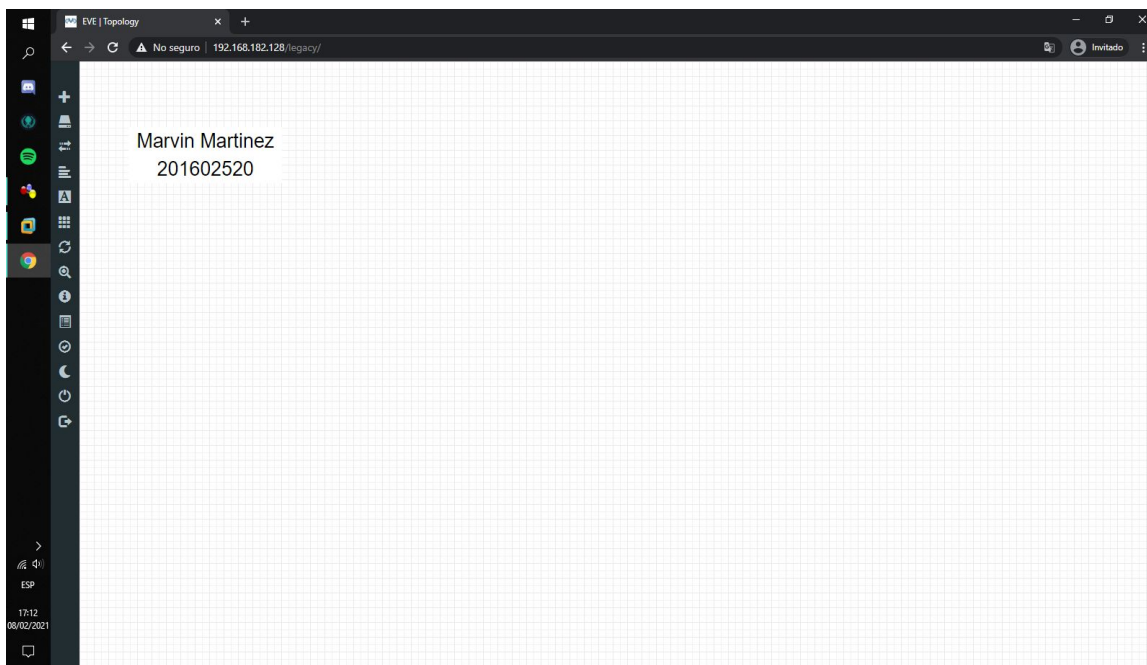 EVE | Topology
No seguro | 192.168.182.128/legacy/
Invitado
Marvin Martinez
201602520
ESP
17:12
08/02/2021